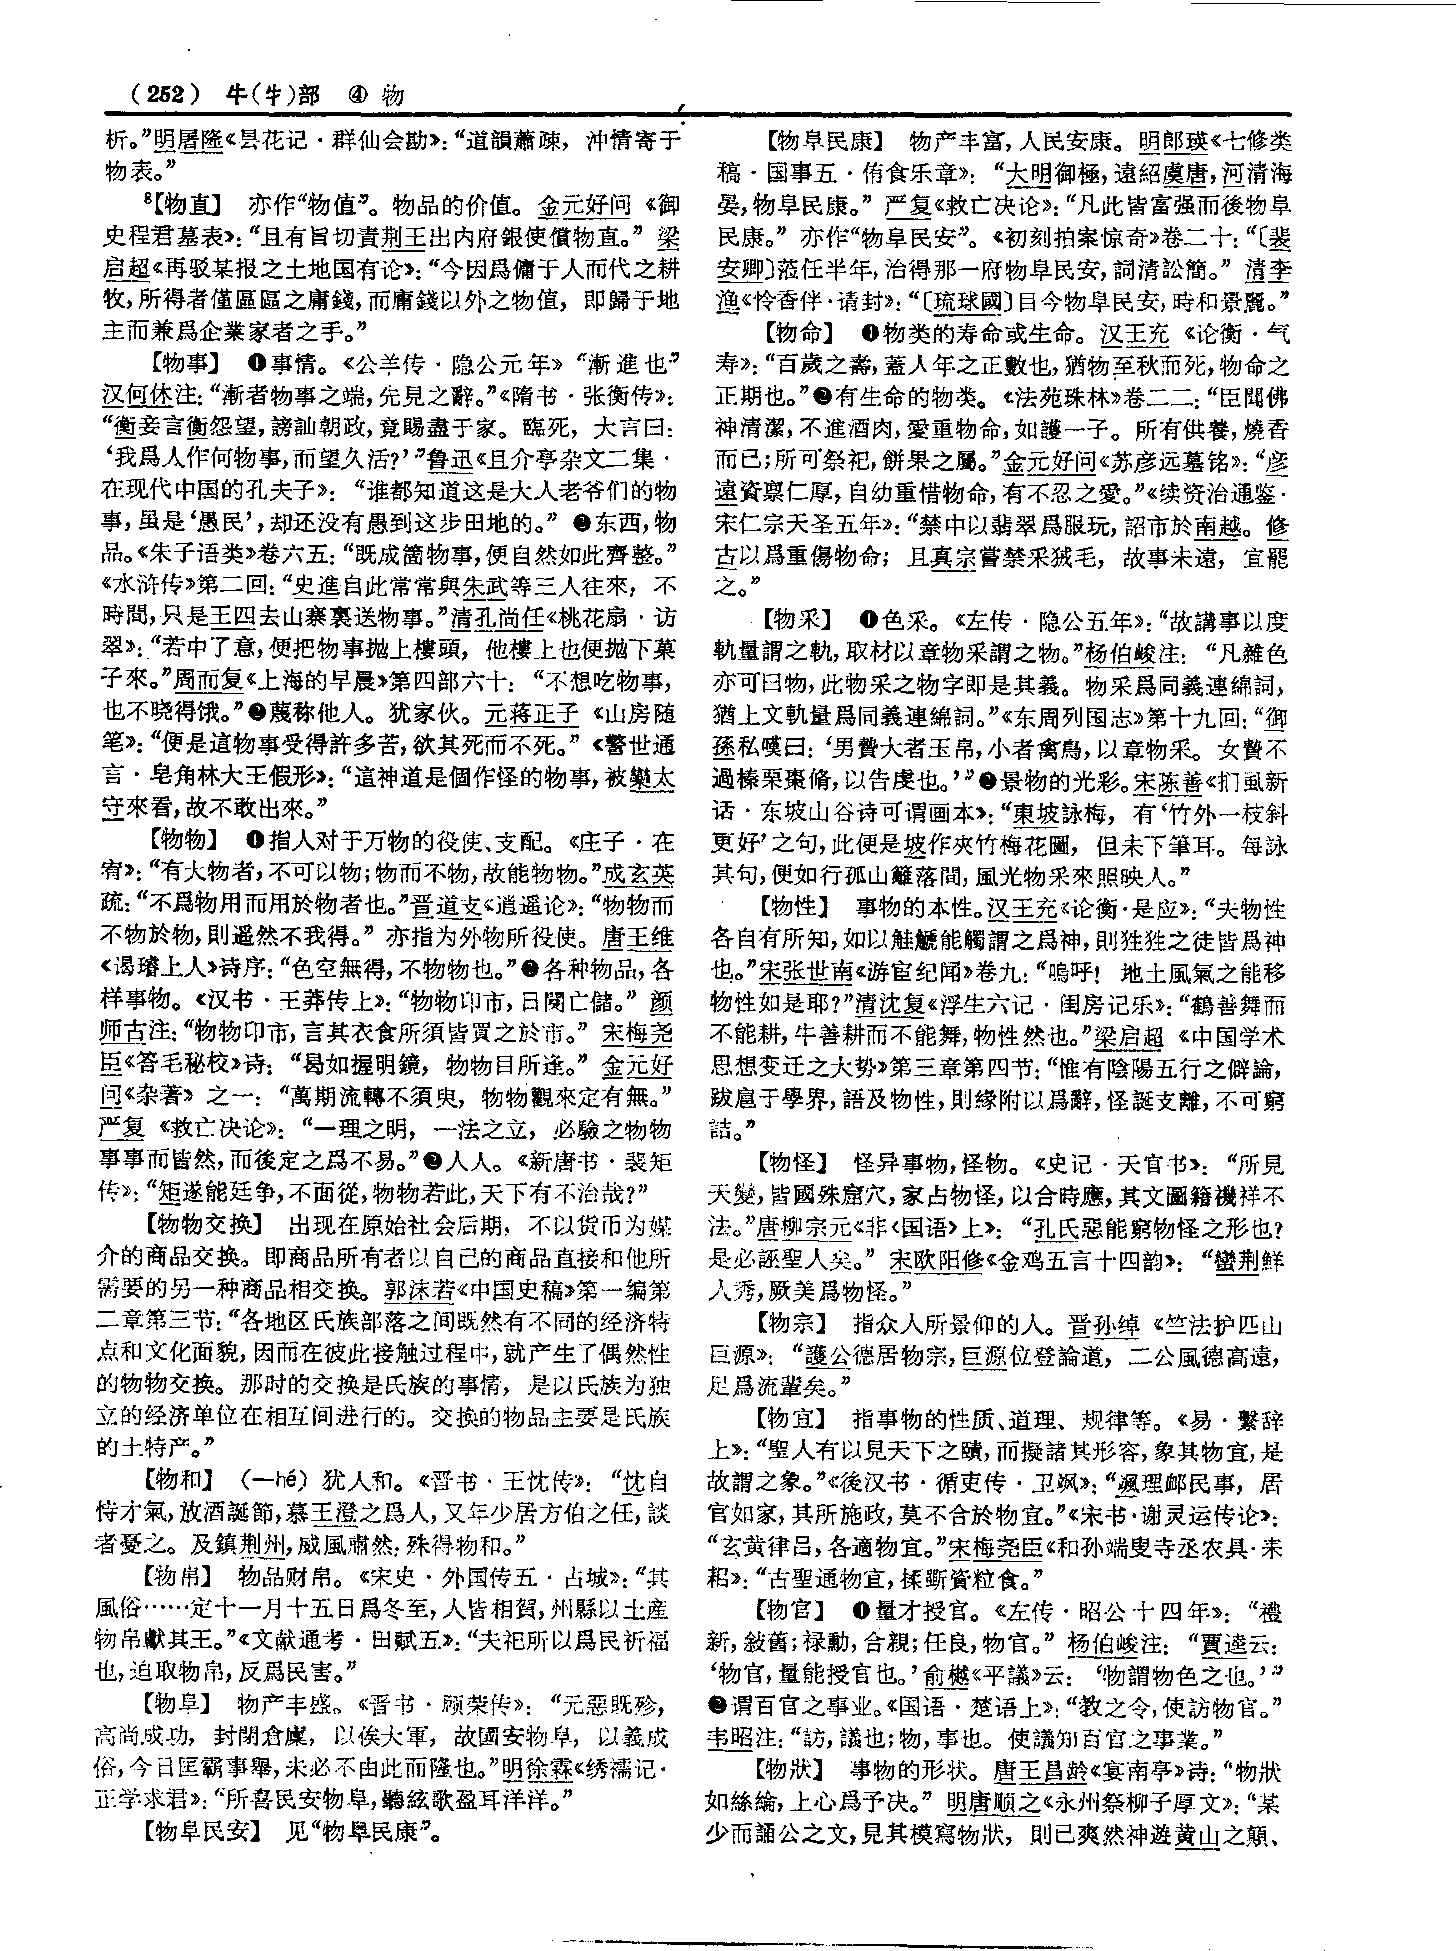 (252) 牛(牜)部 ④ 物
析。”明屠隆《昙花记·群仙会勘》：“道韻蕭疎，沖情寄于
物表。”
⁸【物直】 亦作“物值”。物品的价值。金元好问《御
史程君墓表》：“且有旨切責荆王出内府銀使償物直。”梁
启超《再驳某报之土地国有论》：“今因爲傭于人而代之耕
牧，所得者僅區區之庸錢，而庸錢以外之物值，即歸于地
主而兼爲企業家者之手。”
【物事】 ❶事情。《公羊传·隐公元年》“漸進也”
汉何休注：“漸者物事之端，先見之辭。”《隋书·张衡传》：
“衡妾言衡怨望，謗訕朝政，竟賜盡于家。臨死，大言曰：
‘我爲人作何物事，而望久活？’”鲁迅《且介亭杂文二集·
在现代中国的孔夫子》：“谁都知道这是大人老爷们的物
事，虽是‘愚民’，却还没有愚到这步田地的。”❷东西，物
品。《朱子语类》卷六五：“既成箇物事，便自然如此齊整。”
《水浒传》第二回：“史進自此常常與朱武等三人往來，不
時間，只是王四去山寨裏送物事。”清孔尚任《桃花扇·访
翠》：“若中了意，便把物事抛上樓頭，他樓上也便抛下菓
子來。”周而复《上海的早晨》第四部六十：“不想吃物事，
也不晓得饿。”❸蔑称他人。犹家伙。元蒋正子《山房随
笔》：“便是這物事受得許多苦，欲其死而不死。”《警世通
言·皂角林大王假形》：“這神道是個作怪的物事，被欒太
守來看，故不敢出來。”
【物物】 ❶指人对于万物的役使、支配。《庄子·在
宥》：“有大物者，不可以物；物而不物，故能物物。”成玄英
疏：“不爲物用而用於物者也。”晋道支《逍遥论》：“物物而
不物於物，則遥然不我得。”亦指为外物所役使。唐王维
《谒璿上人》诗序：“色空無得，不物物也。”❷各种物品，各
样事物。《汉书·王莽传上》：“物物卬市，日闋亡儲。”颜
师古注：“物物卬市，言其衣食所須皆買之於市。”宋梅尧
臣《答毛秘校》诗：“曷如握明鏡，物物目所逢。”金元好
问《杂著》之一：“萬期流轉不須臾，物物觀來定有無。”
严复《救亡决论》：“一理之明，一法之立，必驗之物物
事事而皆然，而後定之爲不易。”❸人人。《新唐书·裴矩
传》：“矩遂能廷争，不面從，物物若此，天下有不治哉？”
【物物交换】 出现在原始社会后期，不以货币为媒
介的商品交换。即商品所有者以自己的商品直接和他所
需要的另一种商品相交换。郭沫若《中国史稿》第一编第
二章第三节：“各地区氏族部落之间既然有不同的经济特
点和文化面貌，因而在彼此接触过程中，就产生了偶然性
的物物交换。那时的交换是氏族的事情，是以氏族为独
立的经济单位在相互间进行的。交换的物品主要是氏族
的土特产。”
【物和】 （—hé）犹人和。《晋书·王忱传》：“忱自
恃才氣，放酒誕節，慕王澄之爲人，又年少居方伯之任，談
者憂之。及鎮荆州，威風肅然，殊得物和。”
【物帛】 物品财帛。《宋史·外国传五·占城》：“其
風俗……定十一月十五日爲冬至，人皆相賀，州縣以土産
物帛獻其王。”《文献通考·田赋五》：“夫祀所以爲民祈福
也，迫取物帛，反爲民害。”
【物阜】 物产丰盛。《晋书·顾荣传》：“元惡既殄，
高尚成功，封閉倉廩，以俟大軍，故國安物阜，以義成
俗，今日匡霸事舉，未必不由此而隆也。”明徐霖《绣襦记·
正学求君》：“所喜民安物阜，聽絃歌盈耳洋洋。”
【物阜民安】 见“物阜民康”。
【物阜民康】 物产丰富，人民安康。明郎瑛《七修类
稿·国事五·侑食乐章》：“大明御極，遠紹虞唐，河清海
晏，物阜民康。”严复《救亡决论》：“凡此皆富强而後物阜
民康。”亦作“物阜民安”。《初刻拍案惊奇》卷二十：“〔裴
安卿〕蒞任半年，治得那一府物阜民安，詞清訟簡。”清李
渔《怜香伴·请封》：“〔琉球國〕目今物阜民安，時和景麗。”
【物命】 ❶物类的寿命或生命。汉王充《论衡·气
寿》：“百歲之壽，蓋人年之正數也，猶物至秋而死，物命之
正期也。”❷有生命的物类。《法苑珠林》卷二二：“臣聞佛
神清潔，不進酒肉，愛重物命，如護一子。所有供養，燒香
而已；所可祭祀，餅果之屬。”金元好问《苏彦远墓铭》：“彦
遠資禀仁厚，自幼重惜物命，有不忍之愛。”《续资治通鉴·
宋仁宗天圣五年》：“禁中以翡翠爲服玩，詔市於南越。修
古以爲重傷物命；且真宗嘗禁采狨毛，故事未遠，宜罷
之。”
【物采】 ❶色采。《左传·隐公五年》：“故講事以度
軌量謂之軌，取材以章物采謂之物。”杨伯峻注：“凡雜色
亦可曰物，此物采之物字即是其義。物采爲同義連綿詞，
猶上文軌量爲同義連綿詞。”《东周列国志》第十九回：“御
孫私嘆曰：‘男贄大者玉帛，小者禽鳥，以章物采。女贄不
過榛栗棗脩，以告虔也。’”❷景物的光彩。宋陈善《扪虱新
话·东坡山谷诗可谓画本》：“東坡詠梅，有‘竹外一枝斜
更好’之句，此便是坡作夾竹梅花圖，但未下筆耳。每詠
其句，便如行孤山籬落間，風光物采來照映人。”
【物性】 事物的本性。汉王充《论衡·是应》：“夫物性
各自有所知，如以觟𧣾能觸謂之爲神，則狌狌之徒皆爲神
也。”宋张世南《游宦纪闻》卷九：“嗚呼！地土風氣之能移
物性如是耶？”清沈复《浮生六记·闺房记乐》：“鶴善舞而
不能耕，牛善耕而不能舞，物性然也。”梁启超《中国学术
思想变迁之大势》第三章第四节：“惟有陰陽五行之僻論，
跋扈于學界，語及物性，則緣附以爲辭，怪誕支離，不可窮
詰。”
【物怪】 怪异事物，怪物。《史记·天官书》：“所見
天變，皆國殊窟穴，家占物怪，以合時應，其文圖籍禨祥不
法。”唐柳宗元《非〈国语〉上》：“孔氏惡能窮物怪之形也？
是必誣聖人矣。”宋欧阳修《金鸡五言十四韵》：“蠻荆鮮
人秀，厥美爲物怪。”
【物宗】 指众人所景仰的人。晋孙绰《竺法护匹山
巨源》：“護公德居物宗，巨源位登論道，二公風德高遠，
足爲流輩矣。”
【物宜】 指事物的性质、道理、规律等。《易·繫辞
上》：“聖人有以見天下之賾，而擬諸其形容，象其物宜，是
故謂之象。”《後汉书·循吏传·卫飒》：“颯理卹民事，居
官如家，其所施政，莫不合於物宜。”《宋书·谢灵运传论》：
“玄黄律吕，各適物宜。”宋梅尧臣《和孙端叟寺丞农具·耒
耜》：“古聖通物宜，揉斲資粒食。”
【物官】 ❶量才授官。《左传·昭公十四年》：“禮
新，敍舊；禄勳，合親；任良，物官。”杨伯峻注：“賈逵云：
‘物官，量能授官也。’俞樾《平議》云：‘物謂物色之也。’”
❷谓百官之事业。《国语·楚语上》：“教之令，使訪物官。”
韦昭注：“訪，議也；物，事也。使議知百官之事業。”
【物狀】 事物的形状。唐王昌龄《宴南亭》诗：“物狀
如絲綸，上心爲予决。”明唐顺之《永州祭柳子厚文》：“某
少而誦公之文，見其模寫物狀，則已爽然神遊黄山之巔、